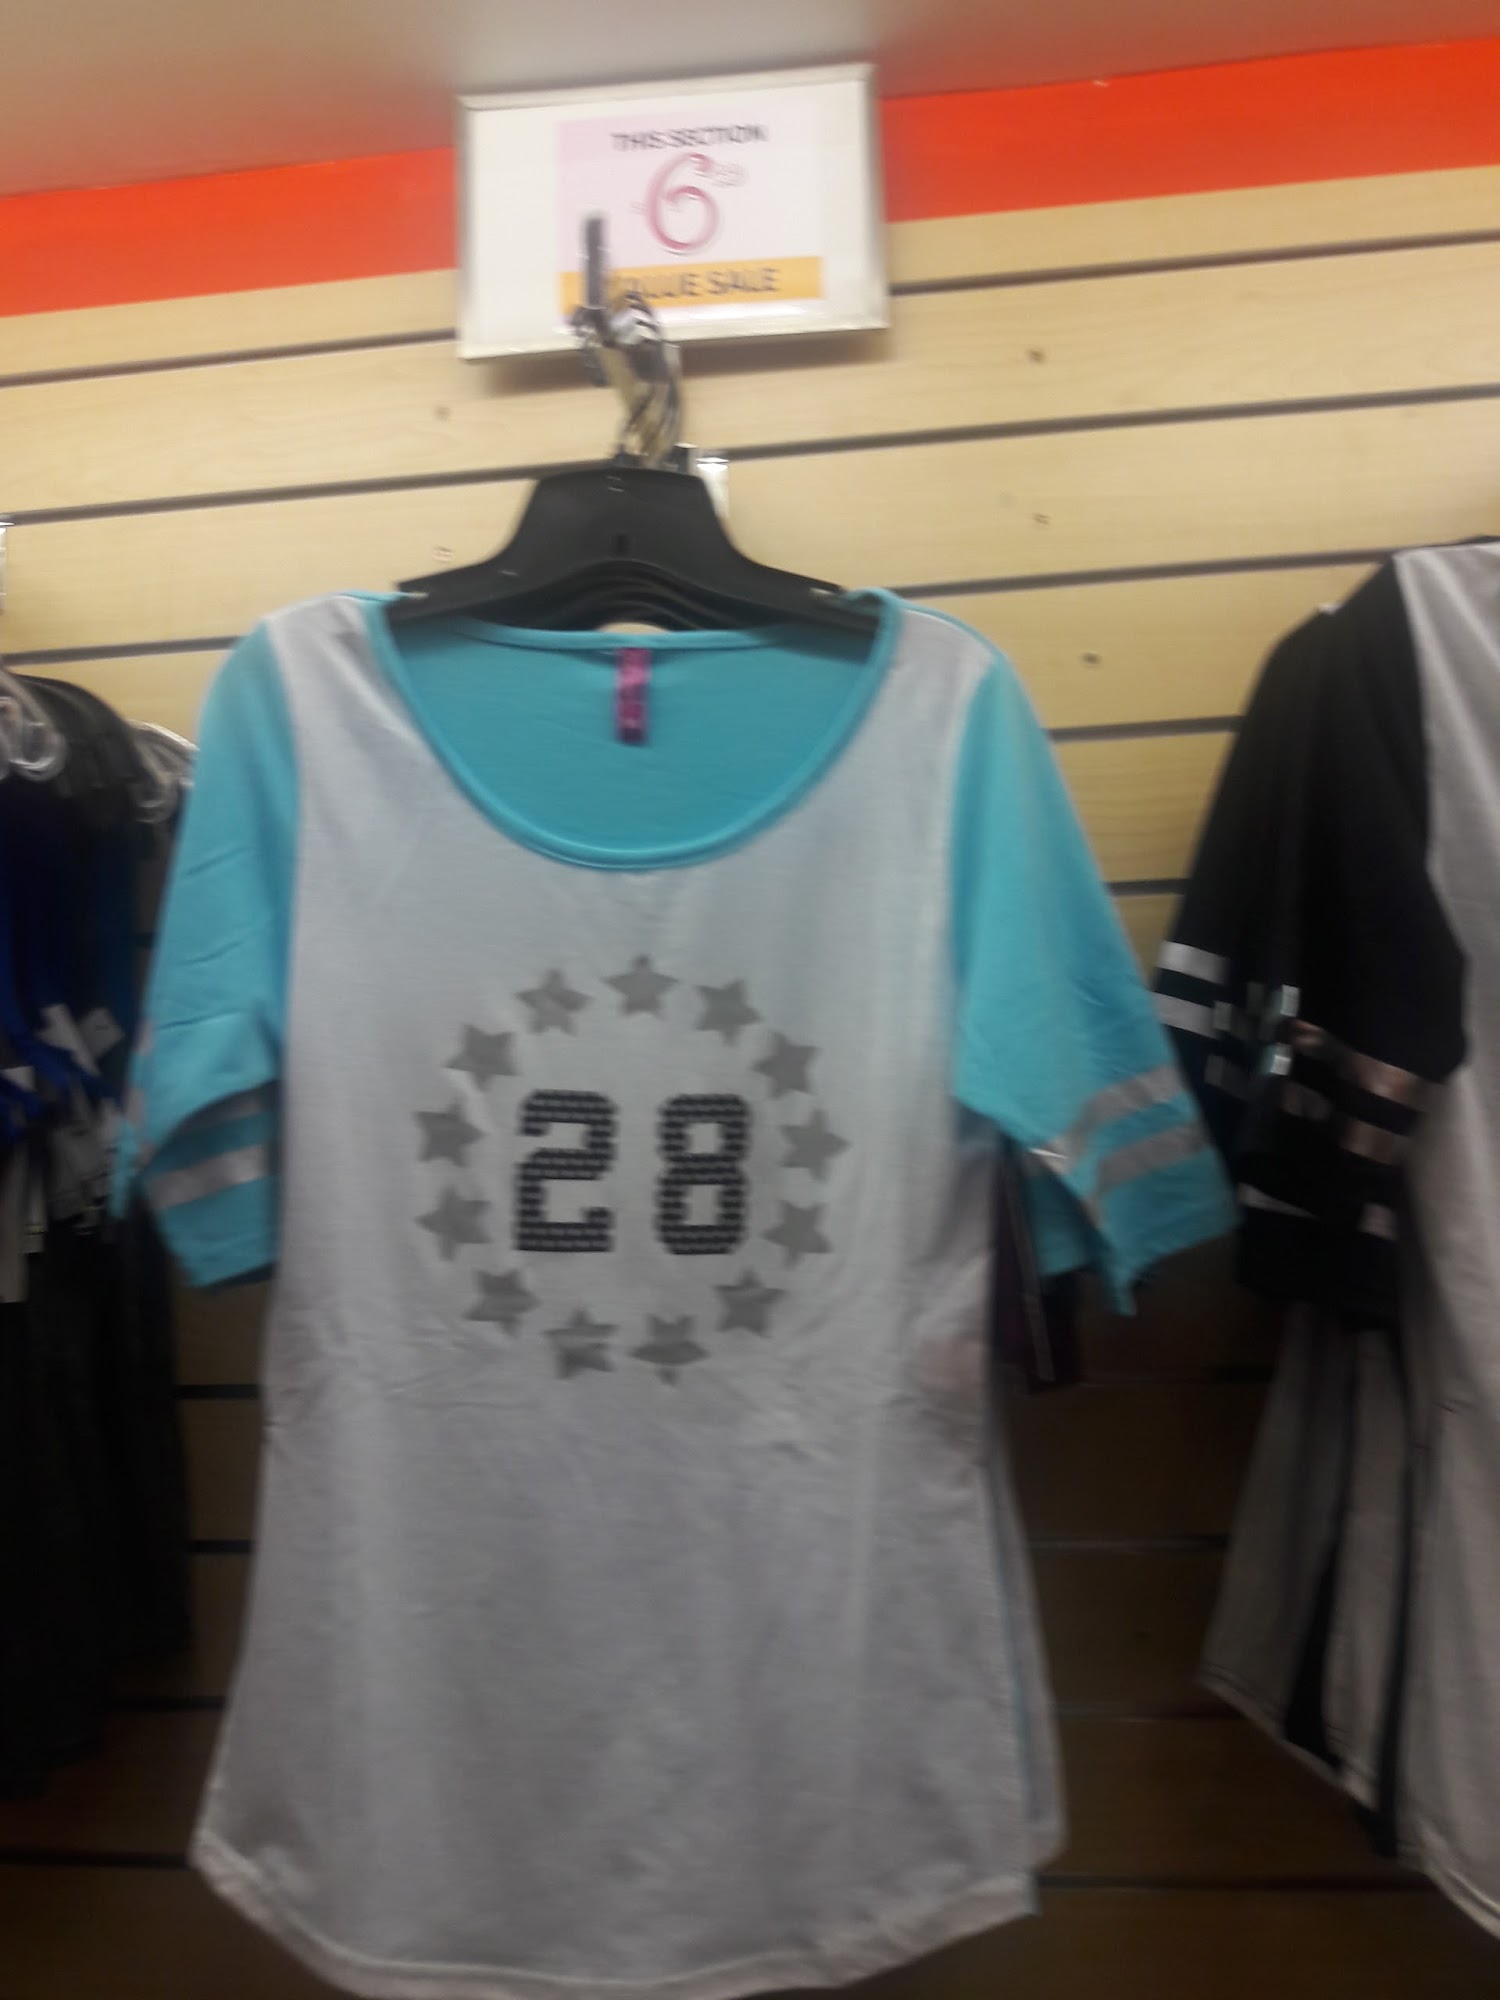 THIS SECTION
6
VALUE SALE
28